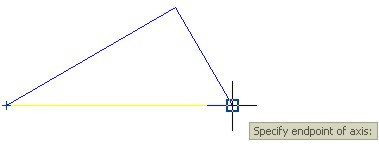 Specify endpoint of axis: